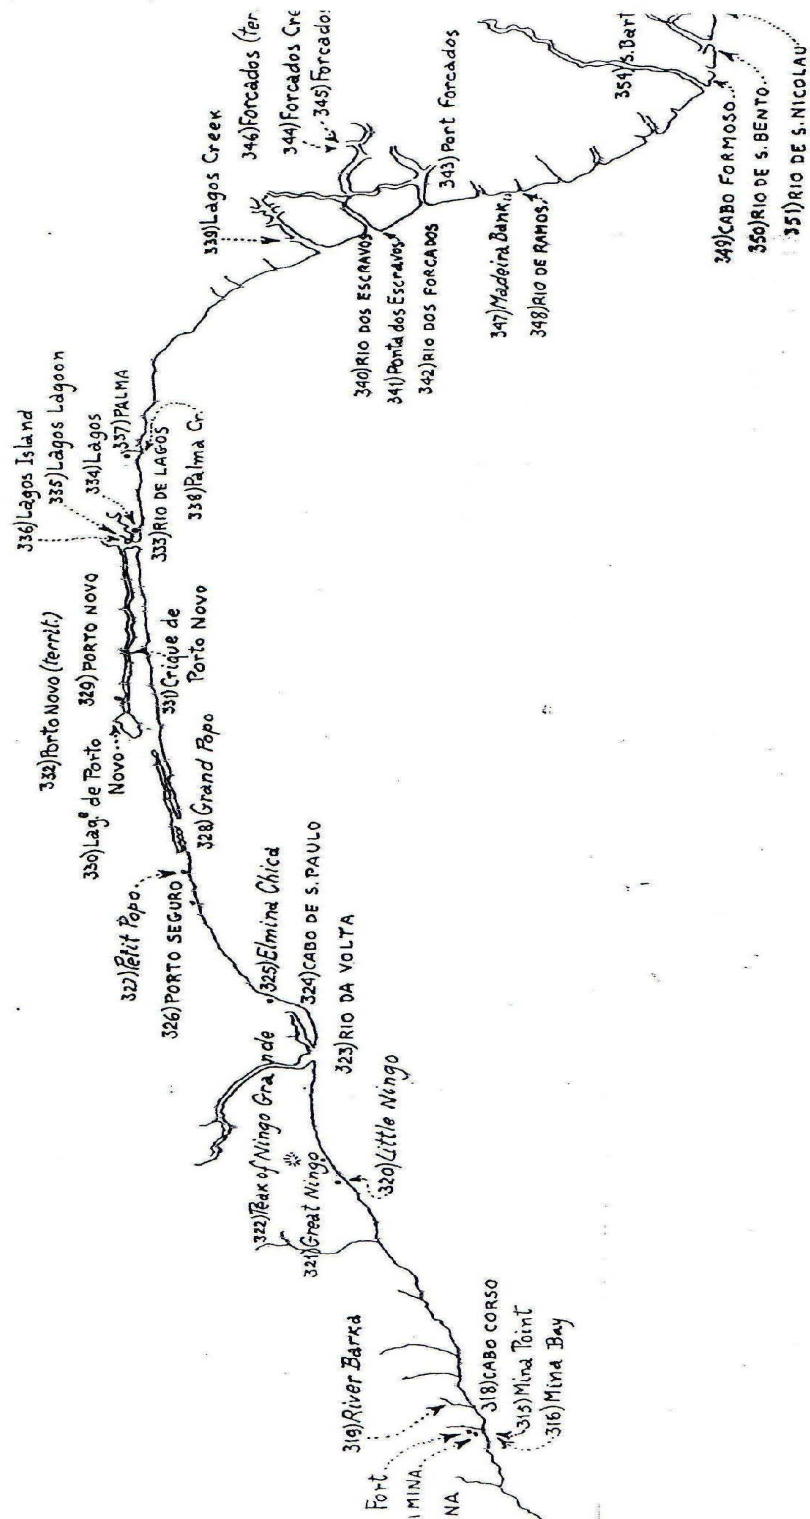 Fort
MINA
NA
315) Mina Point
316) Mina Bay
318) CABO CORSO
319) River Barka
320) Little Ningo
321) Great Ningo
322) Peak of Ningo Grande
323) RIO DA VOLTA
324) CABO DE S. PAULO
325) Elmina Chica
326) PORTO SEGURO
327) Petit Popo
328) Grand Popo
330) Lag.e de Porto
Novo
332) Porto Novo (territ.)
329) PORTO NOVO
331) Crique de
Porto Novo
336) Lagos Island
335) Lagos Lagoon
334) Lagos
337) PALMA
333) RIO DE LAGOS
338) Palma Cr.
339) Lagos Creek
346) Forcados (ter
344) Forcados Cre
345) Forcados
343) Port Forcados
340) RIO DOS ESCRAVOS
341) Ponta dos Escravos
342) RIO DOS FORCADOS
347) Madeira Bank
348) RIO DE RAMOS
354) S. Bart
349) CABO FORMOSO
350) RIO DE S. BENTO
351) RIO DE S. NICOLAU